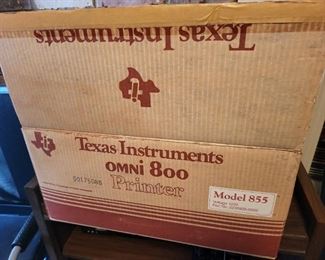 Texas Instruments
Texas Instruments
OMNI 800
Printer
Model 855